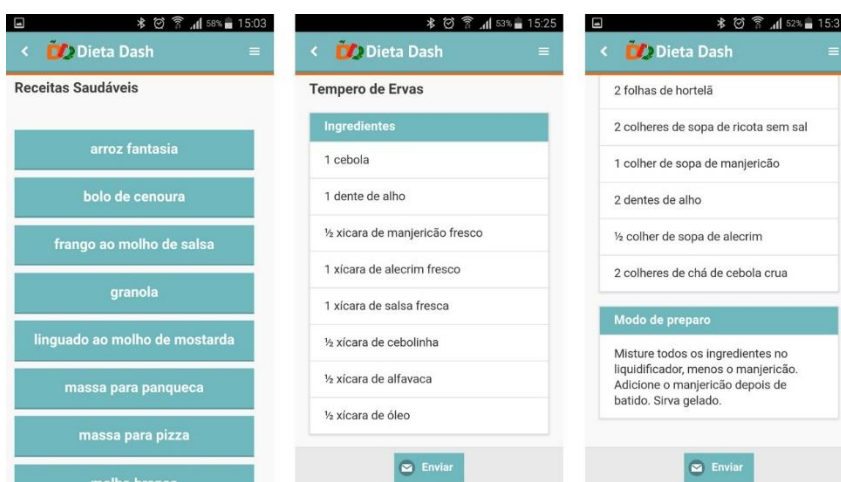 58% 15:03
Dieta Dash
Receitas Saudáveis
arroz fantasia
bolo de cenoura
frango ao molho de salsa
granola
linguado ao molho de mostarda
massa para panqueca
massa para pizza
molho branco
53% 15:25
Dieta Dash
Tempero de Ervas
Ingredientes
1 cebola
1 dente de alho
½ xicara de manjericão fresco
1 xícara de alecrim fresco
1 xícara de salsa fresca
½ xícara de cebolinha
½ xícara de alfavaca
½ xícara de óleo
Enviar
52% 15:3
Dieta Dash
2 folhas de hortelã
2 colheres de sopa de ricota sem sal
1 colher de sopa de manjericão
2 dentes de alho
½ colher de sopa de alecrim
2 colheres de chá de cebola crua
Modo de preparo
Misture todos os ingredientes no
liquidificador, menos o manjericão.
Adicione o manjericão depois de
batido. Sirva gelado.
Enviar